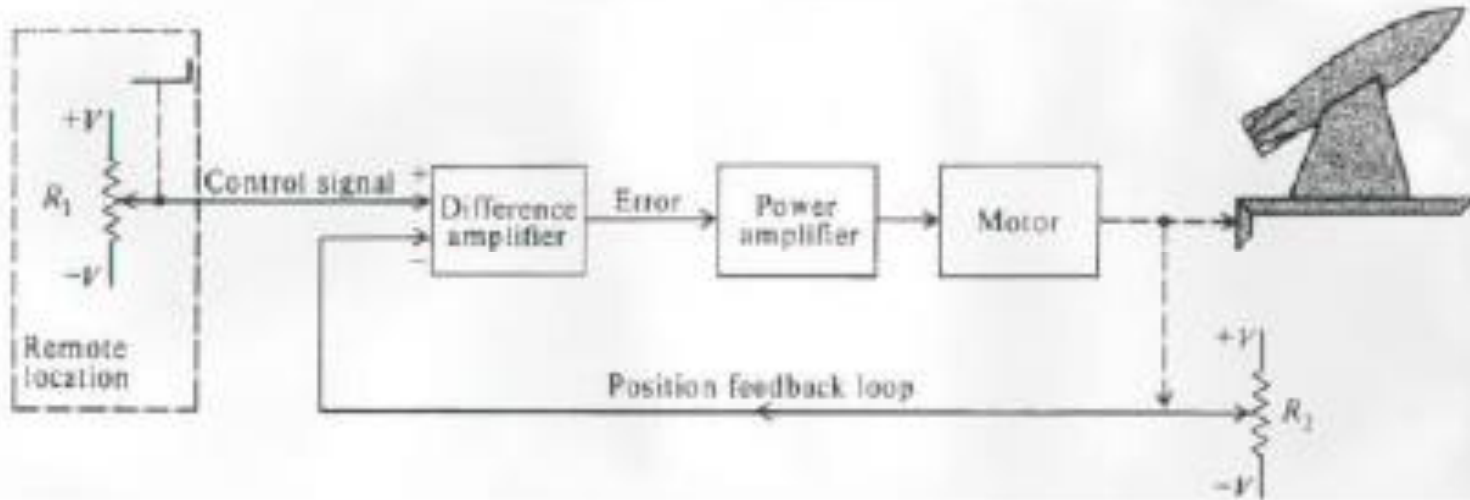 +V
R1
−V
Remote
location
Control signal
+
−
Difference
amplifier
Error
Power
amplifier
Motor
Position feedback loop
+V
R2
−V